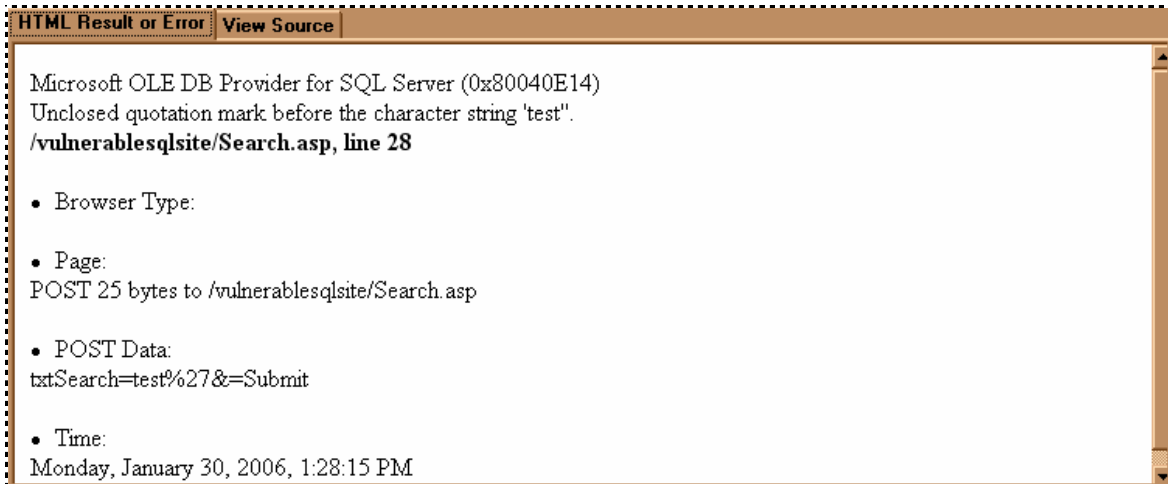 HTML Result or Error View Source
Microsoft OLE DB Provider for SQL Server (0x80040E14)
Unclosed quotation mark before the character string 'test''.
/vulnerablesqlsite/Search.asp, line 28
• Browser Type:
• Page:
POST 25 bytes to /vulnerablesqlsite/Search.asp
• POST Data:
txtSearch=test%27&=Submit
• Time:
Monday, January 30, 2006, 1:28:15 PM